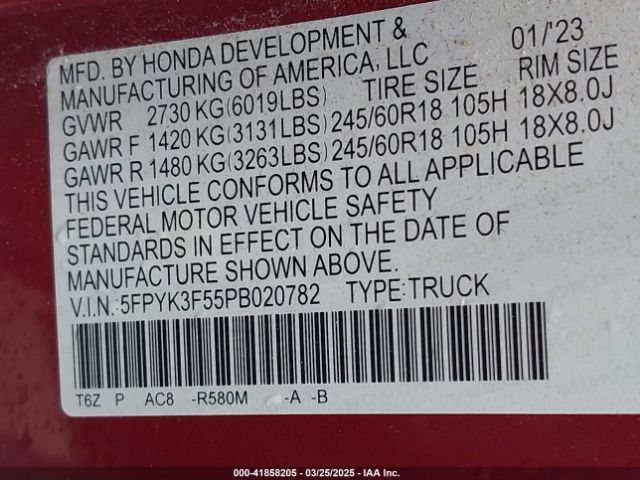 MFD. BY HONDA DEVELOPMENT & 01/'23
MANUFACTURING OF AMERICA, LLC
GVWR 2730 KG(6019LBS) TIRE SIZE RIM SIZE
GAWR F 1420 KG(3131LBS) 245/60R18 105H 18X8.0J
GAWR R 1480 KG(3263LBS) 245/60R18 105H 18X8.0J
THIS VEHICLE CONFORMS TO ALL APPLICABLE
FEDERAL MOTOR VEHICLE SAFETY
STANDARDS IN EFFECT ON THE DATE OF
MANUFACTURE SHOWN ABOVE.
V.I.N.:5FPYK3F55PB020782 TYPE:TRUCK
T6Z P AC8 -R580M -A -B
000-41858205 - 03/25/2025 - IAA Inc.